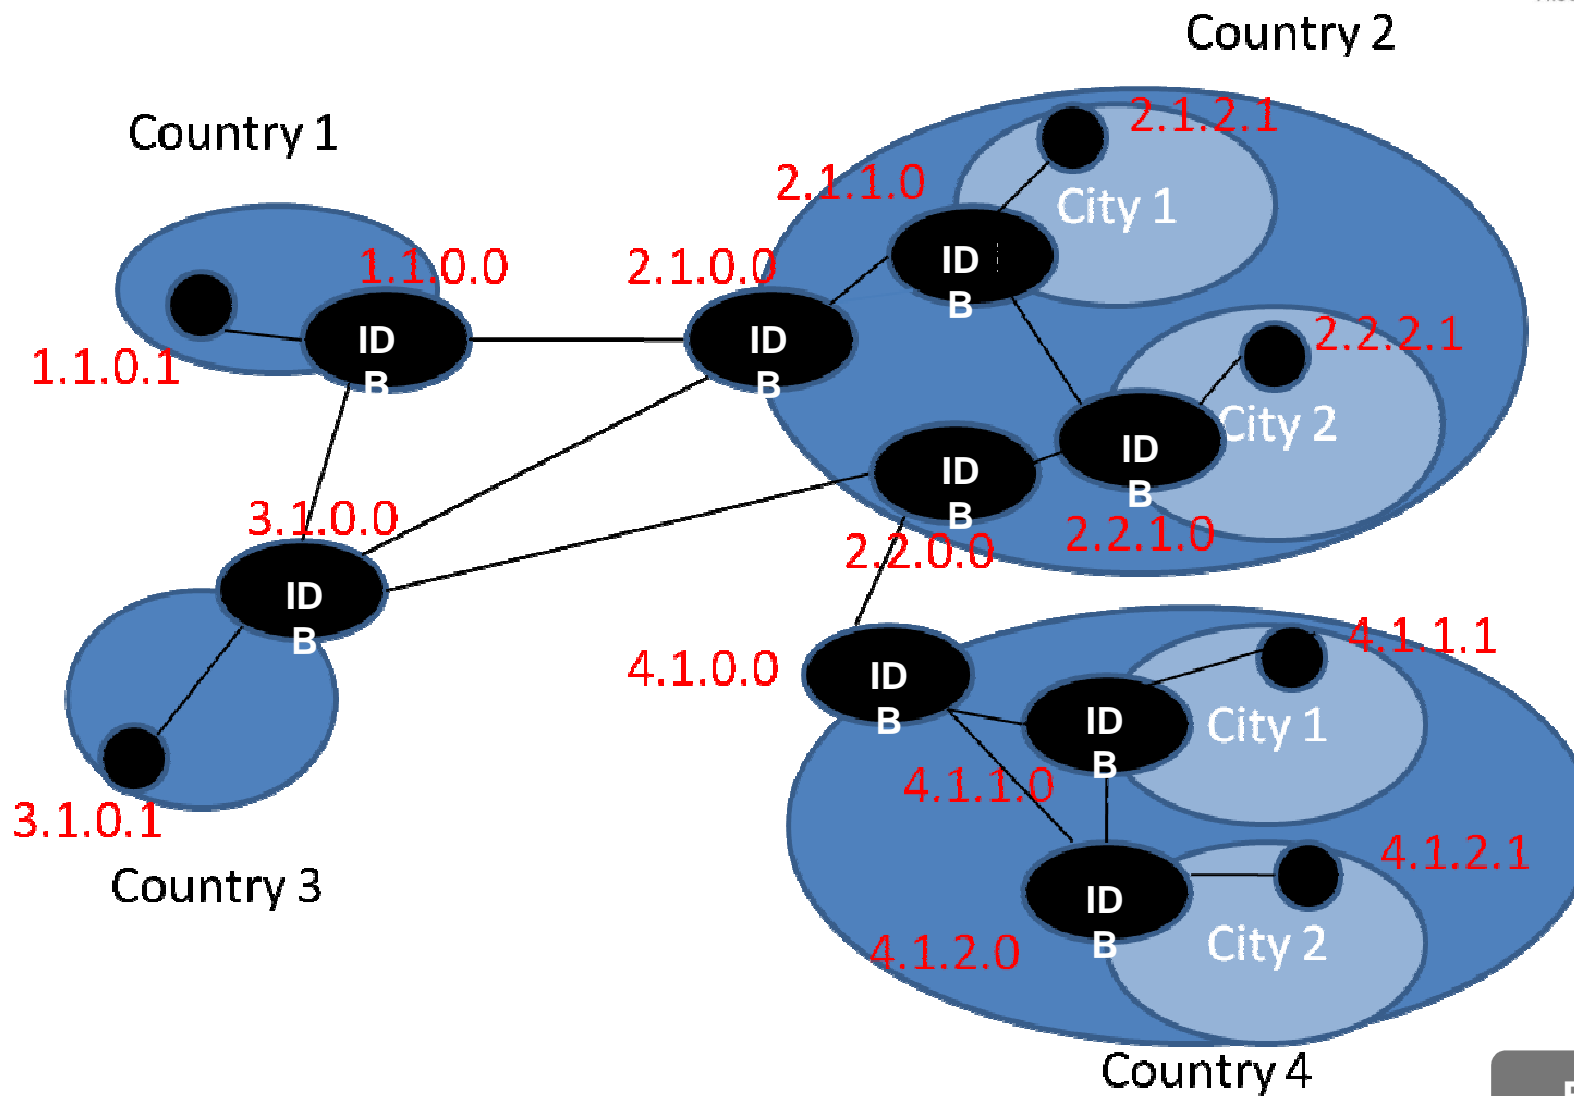 Country 2
Country 1
2.1.2.1
2.1.1.0
City 1
1.1.0.0
2.1.0.0
ID
B
ID
B
ID
B
1.1.0.1
2.2.2.1
City 2
ID
B
ID
B
3.1.0.0
2.2.0.0
2.2.1.0
ID
B
4.1.0.0
ID
B
4.1.1.1
City 1
ID
B
4.1.1.0
3.1.0.1
4.1.2.1
Country 3
ID
B
4.1.2.0
City 2
Country 4